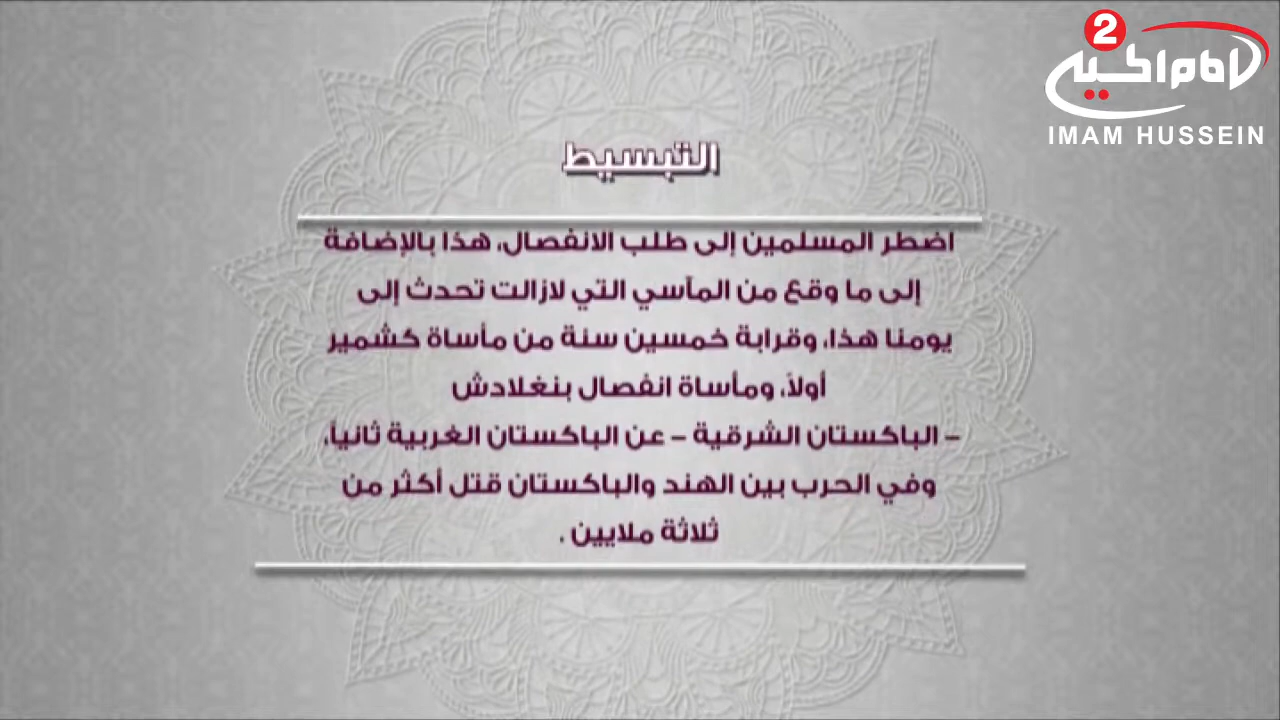 2
IMAM HUSSEIN
التبسيط
اضطر المسلمين إلى طلب الانفصال، هذا بالإضافة
إلى ما وقع من المآسي التي لازالت تحدث إلى
يومنا هذا، وقرابة خمسين سنة من مأساة كشمير
أولاً، ومأساة انفصال بنغلادش
– الباكستان الشرقية – عن الباكستان الغربية ثانياً،
وفي الحرب بين الهند والباكستان قتل أكثر من
ثلاثة ملايين .